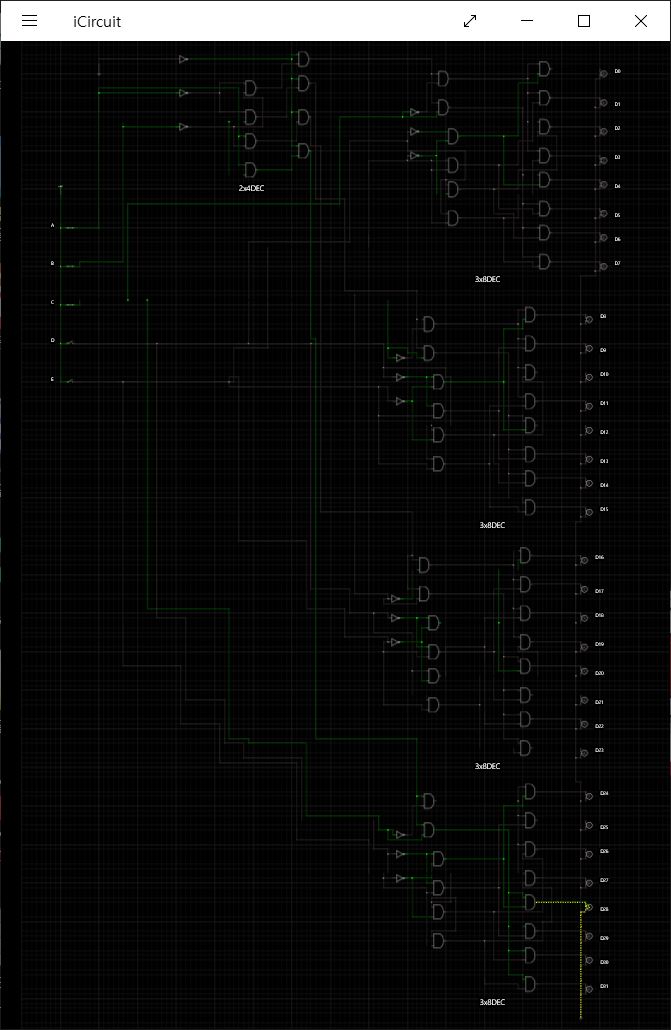 iCircuit
D0
D1
D2
D3
D4
D5
D6
D7
2x4DEC
A
B
C
D
E
3x8DEC
D8
D9
D10
D11
D12
D13
D14
D15
3x8DEC
D16
D17
D18
D19
D20
D21
D22
D23
3x8DEC
D24
D25
D26
D27
D28
D29
D30
D31
3x8DEC